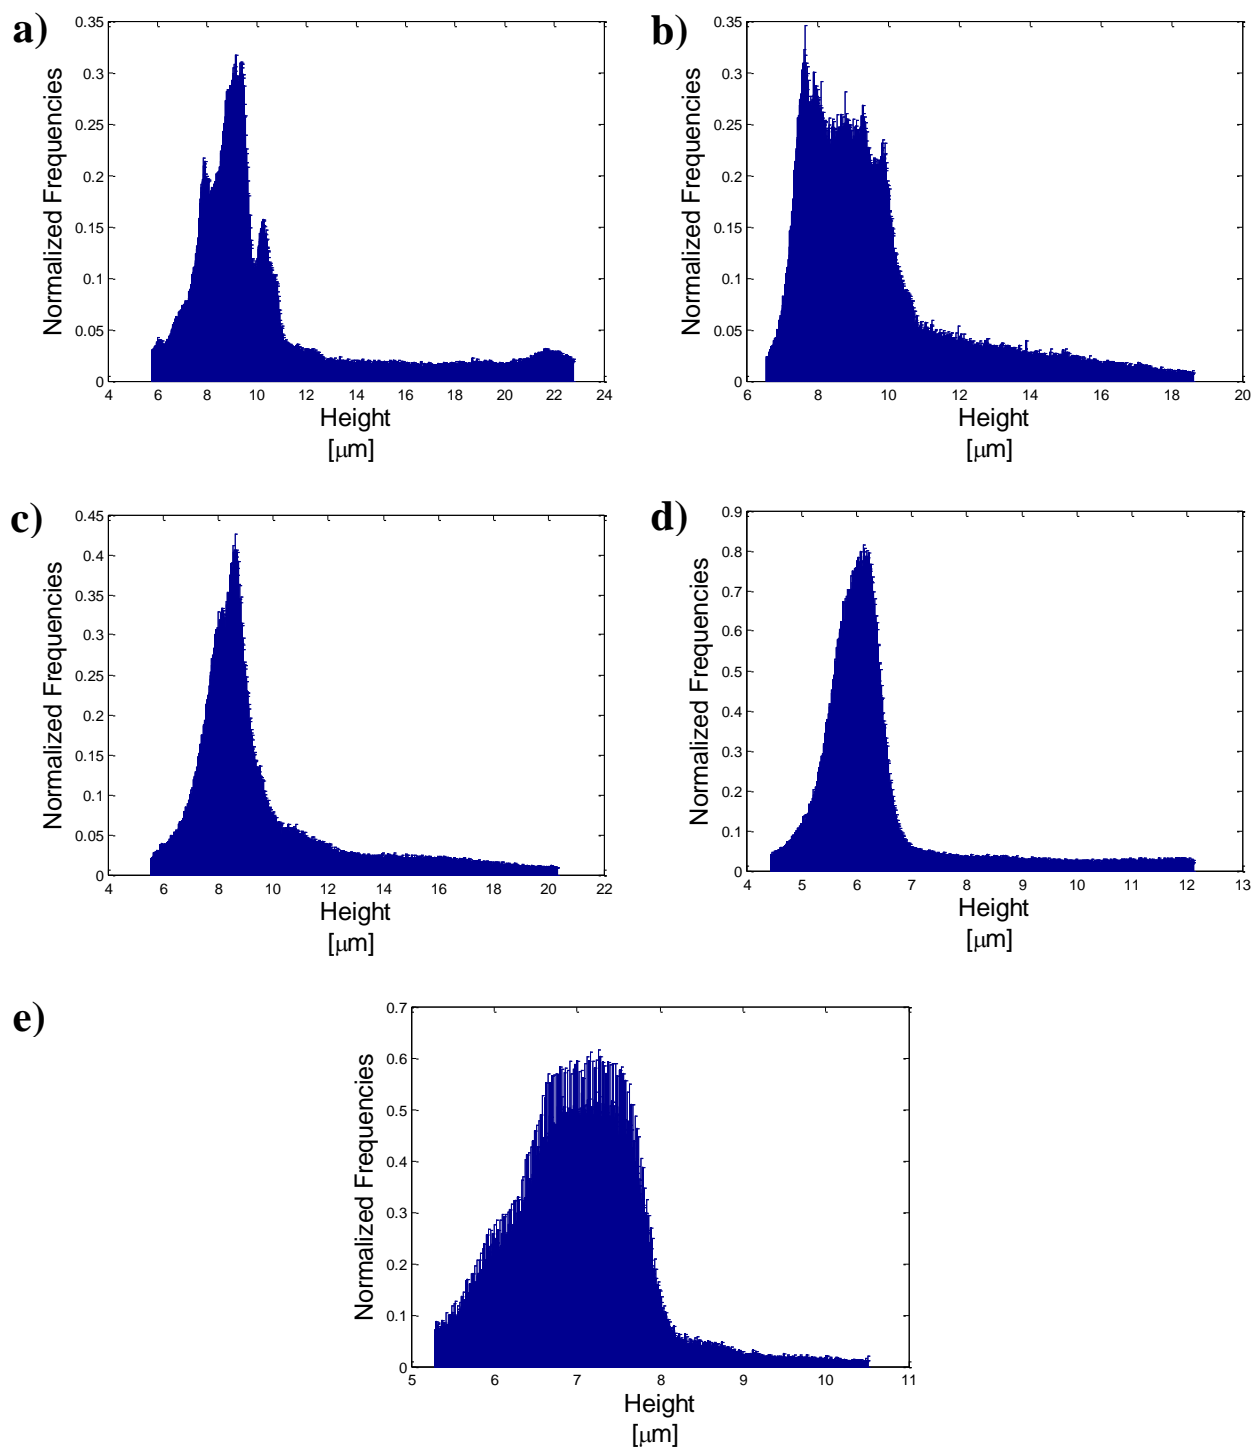 a)
Normalized Frequencies
0.35
0.3
0.25
0.2
0.15
0.1
0.05
0
4 6 8 10 12 14 16 18 20 22 24
Height
[μm]
b)
Normalized Frequencies
0.35
0.3
0.25
0.2
0.15
0.1
0.05
0
6 8 10 12 14 16 18 20
Height
[μm]
c)
Normalized Frequencies
0.45
0.4
0.35
0.3
0.25
0.2
0.15
0.1
0.05
0
4 6 8 10 12 14 16 18 20 22
Height
[μm]
d)
Normalized Frequencies
0.9
0.8
0.7
0.6
0.5
0.4
0.3
0.2
0.1
0
4 5 6 7 8 9 10 11 12 13
Height
[μm]
e)
Normalized Frequencies
0.7
0.6
0.5
0.4
0.3
0.2
0.1
0
5 6 7 8 9 10 11
Height
[μm]